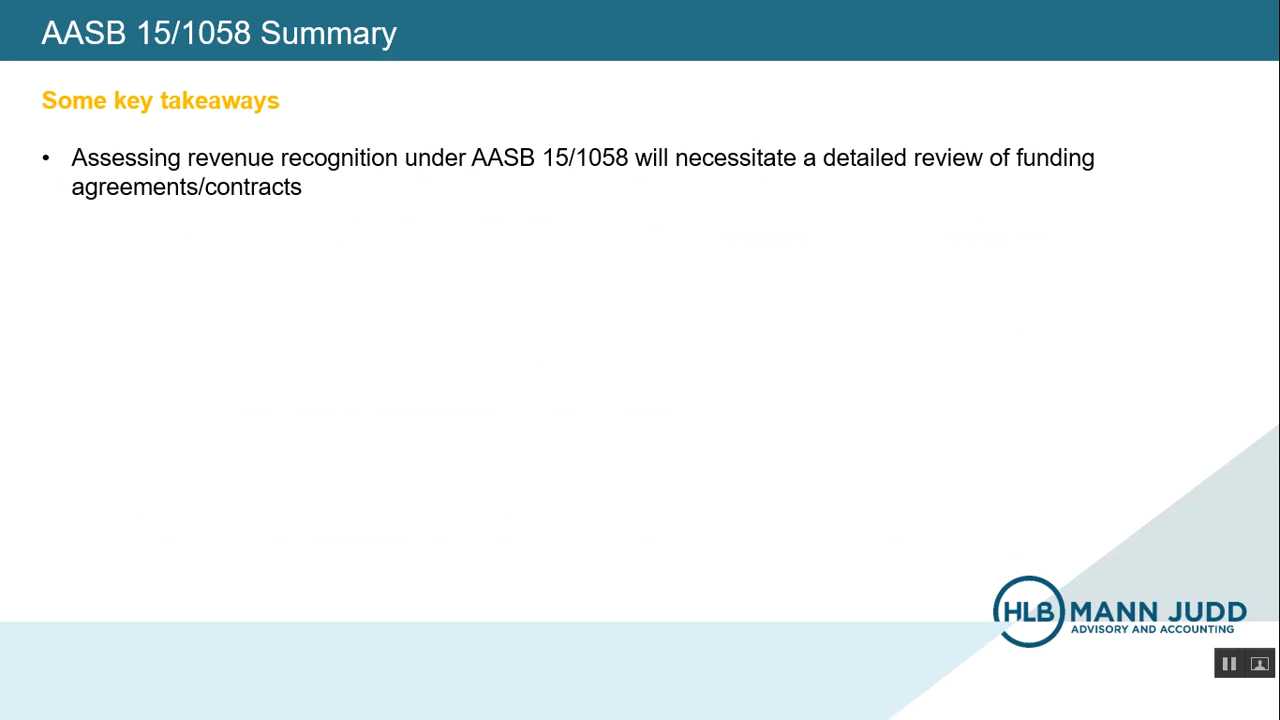 AASB 15/1058 Summary
Some key takeaways
• Assessing revenue recognition under AASB 15/1058 will necessitate a detailed review of funding
agreements/contracts
HLB MANN JUDD
ADVISORY AND ACCOUNTING